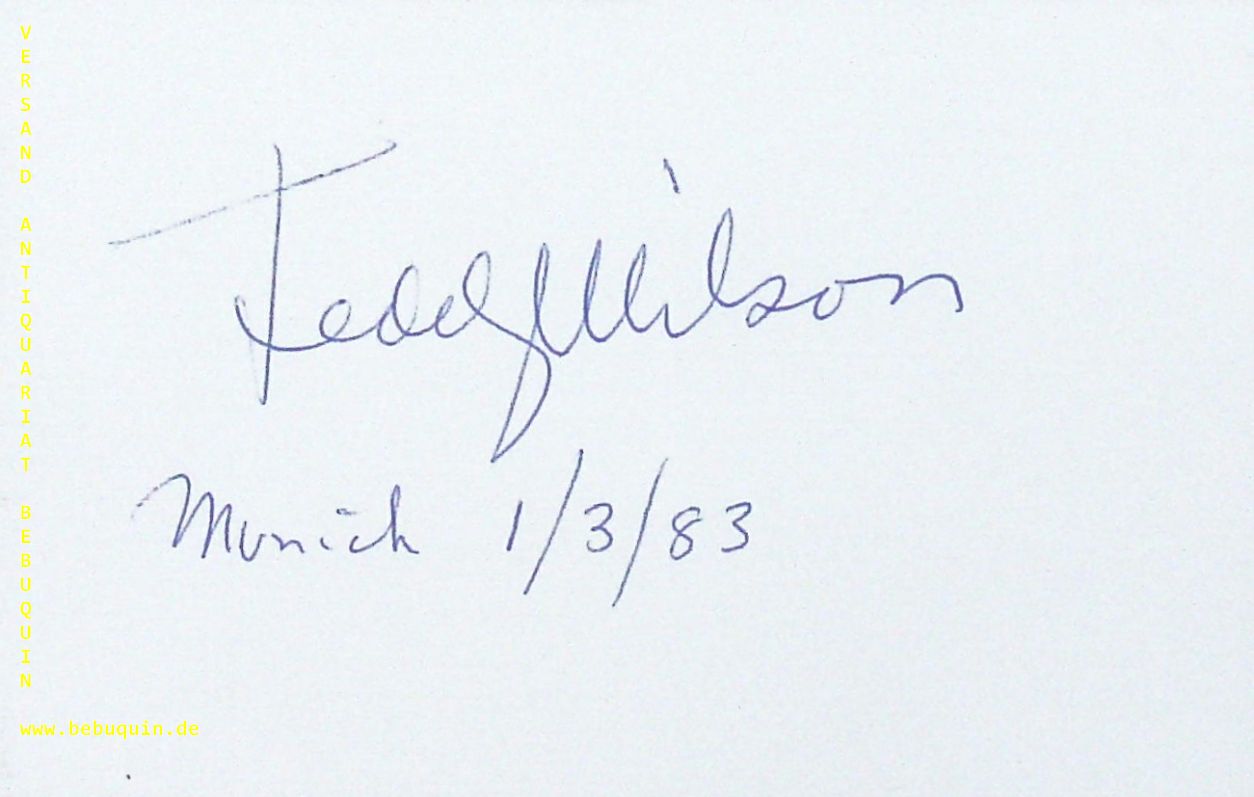 VERSAND ANTIQUARIAT BEBUQUIN
Teddy Wilson
Munich 1/3/83
www.bebuquin.de